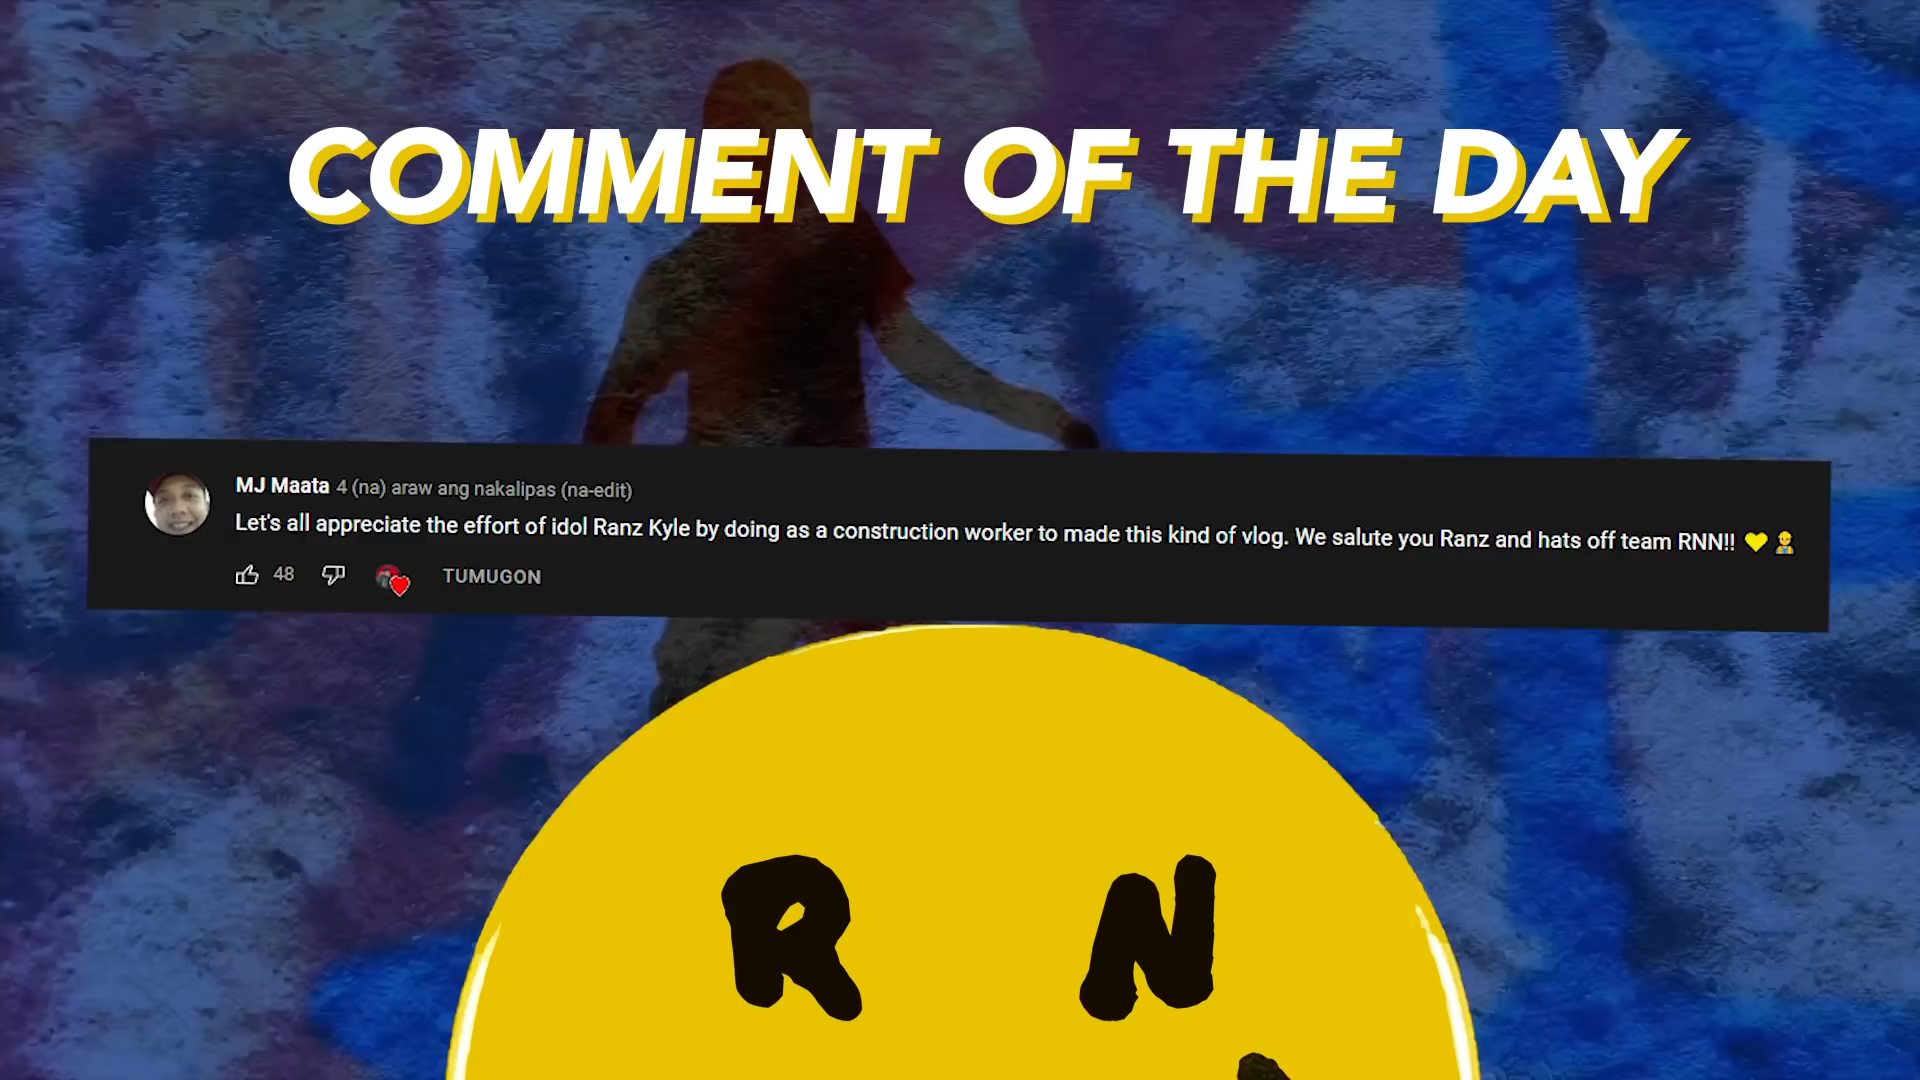 COMMENT OF THE DAY
MJ Maata 4 (na) araw ang nakalipas (na-edit)
Let's all appreciate the effort of idol Ranz Kyle by doing as a construction worker to made this kind of vlog. We salute you Ranz and hats off team RNN!! 💛👷
48 TUMUGON
R N